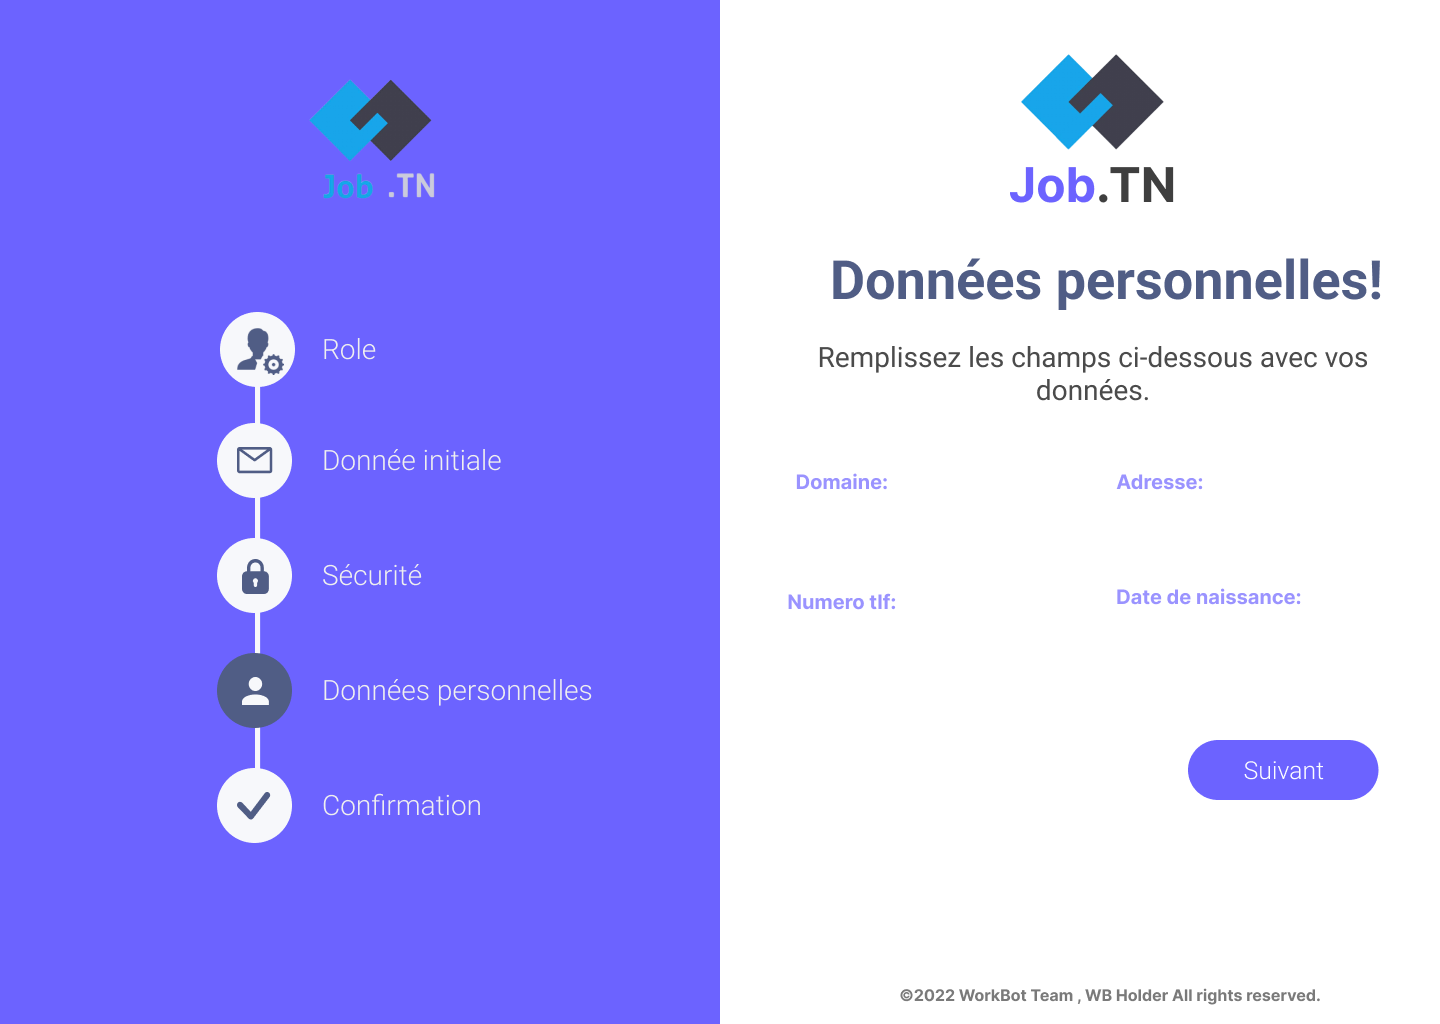 Job .TN
Role
Donnée initiale
Sécurité
Données personnelles
Confirmation
Job.TN
Données personnelles!
Remplissez les champs ci-dessous avec vos
données.
Domaine:
Adresse:
Numero tlf:
Date de naissance:
Suivant
©2022 WorkBot Team , WB Holder All rights reserved.